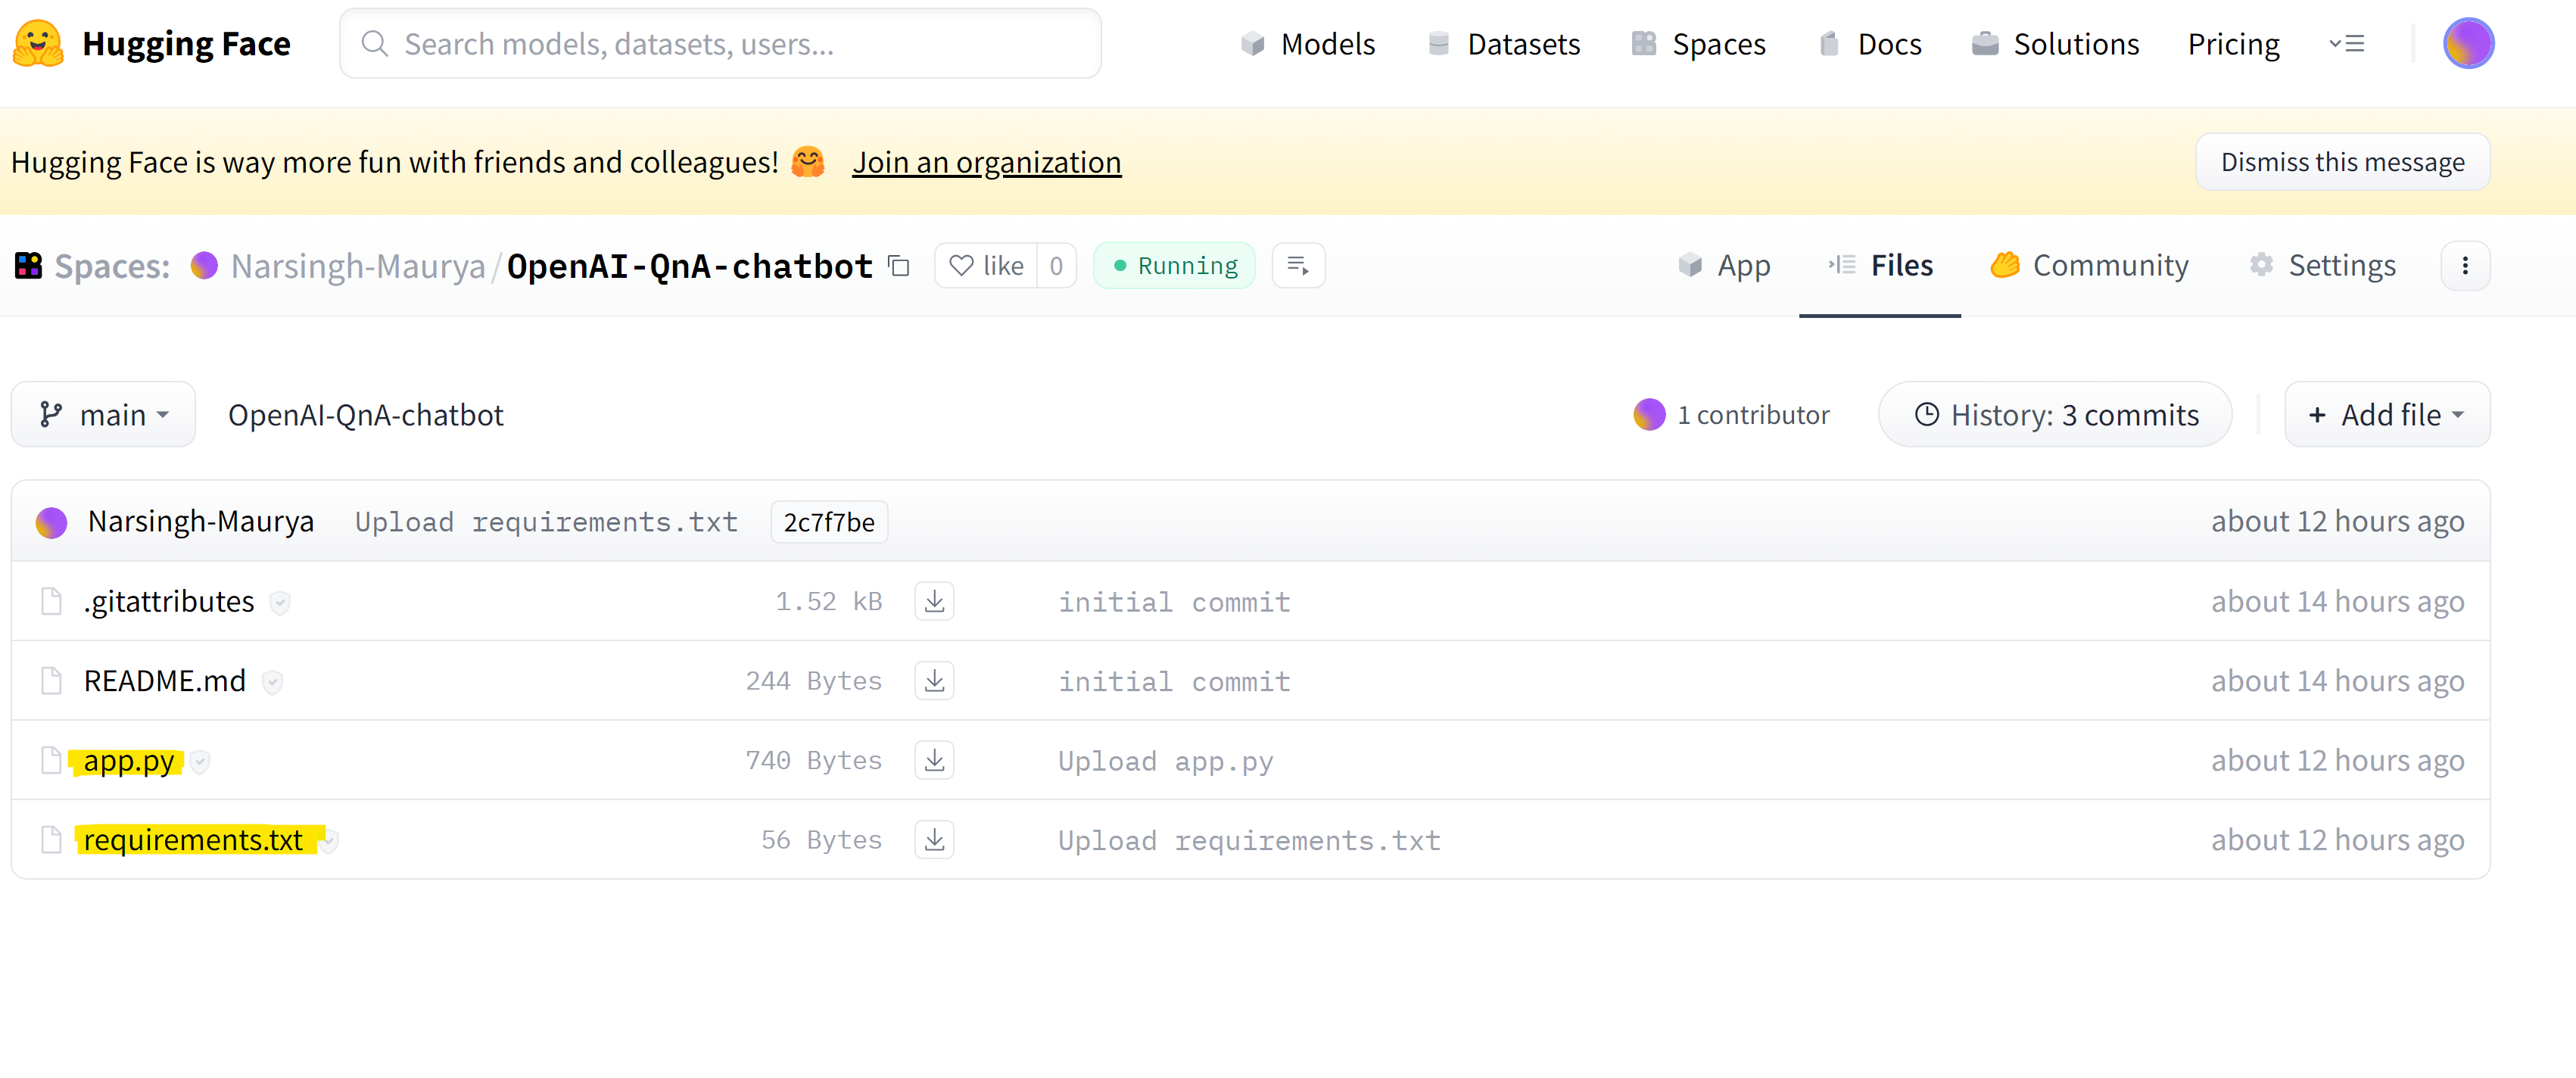 Hugging Face Search models, datasets, users... Models Datasets Spaces Docs Solutions Pricing
Hugging Face is way more fun with friends and colleagues! 🤗 Join an organization Dismiss this message
Spaces: Narsingh-Maurya/OpenAI-QnA-chatbot like 0 Running App Files Community Settings
main OpenAI-QnA-chatbot 1 contributor History: 3 commits + Add file
Narsingh-Maurya Upload requirements.txt 2c7f7be about 12 hours ago
.gitattributes 1.52 kB initial commit about 14 hours ago
README.md 244 Bytes initial commit about 14 hours ago
app.py 740 Bytes Upload app.py about 12 hours ago
requirements.txt 56 Bytes Upload requirements.txt about 12 hours ago